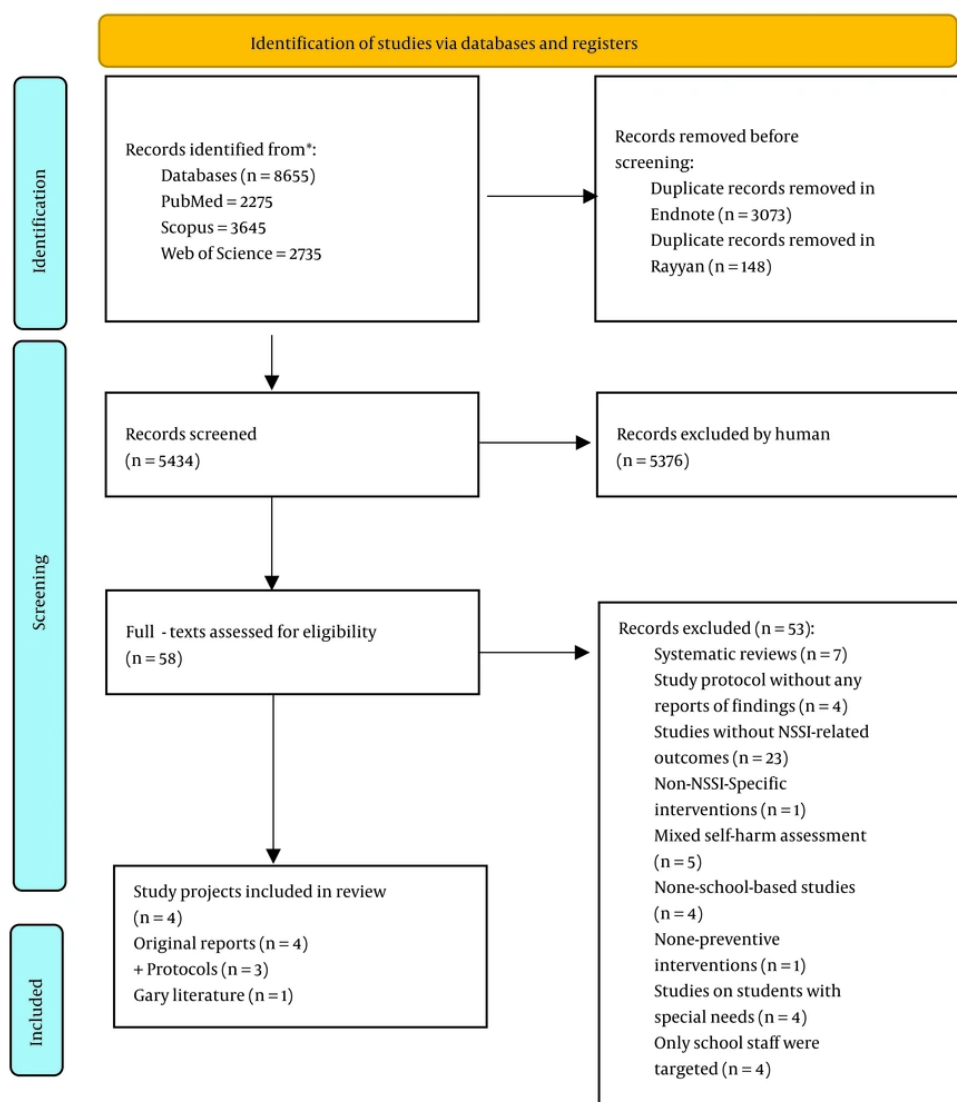 Identification of studies via databases and registers
Identification
Records identified from*:
Databases (n = 8655)
PubMed = 2275
Scopus = 3645
Web of Science = 2735
Records removed before
screening:
Duplicate records removed in
Endnote (n = 3073)
Duplicate records removed in
Rayyan (n = 148)
Screening
Records screened
(n = 5434)
Records excluded by human
(n = 5376)
Full - texts assessed for eligibility
(n = 58)
Records excluded (n = 53):
Systematic reviews (n = 7)
Study protocol without any
reports of findings (n = 4)
Studies without NSSI-related
outcomes (n = 23)
Non-NSSI-Specific
interventions (n = 1)
Mixed self-harm assessment
(n = 5)
None-school-based studies
(n = 4)
None-preventive
interventions (n = 1)
Studies on students with
special needs (n = 4)
Only school staff were
targeted (n = 4)
Included
Study projects included in review
(n = 4)
Original reports (n = 4)
+ Protocols (n = 3)
Gary literature (n = 1)